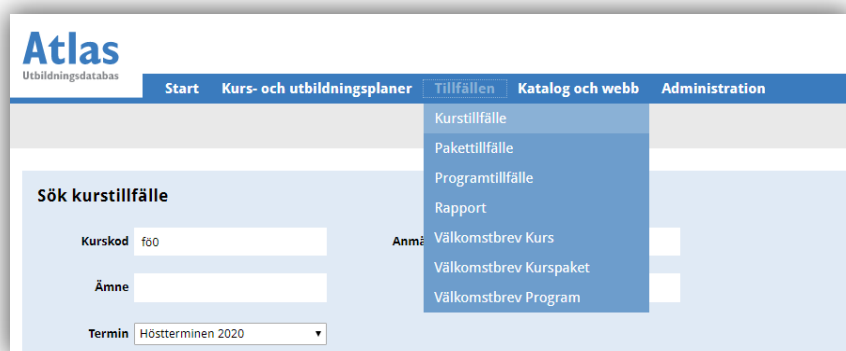 Atlas
Utbildningsdatabas
Start Kurs- och utbildningsplaner Tillfällen Katalog och webb Administration
Kurstillfälle
Pakettillfälle
Programtillfälle
Rapport
Välkomstbrev Kurs
Välkomstbrev Kurspaket
Välkomstbrev Program
Sök kurstillfälle
Kurskod fö0
Anmä
Ämne
Termin Höstterminen 2020